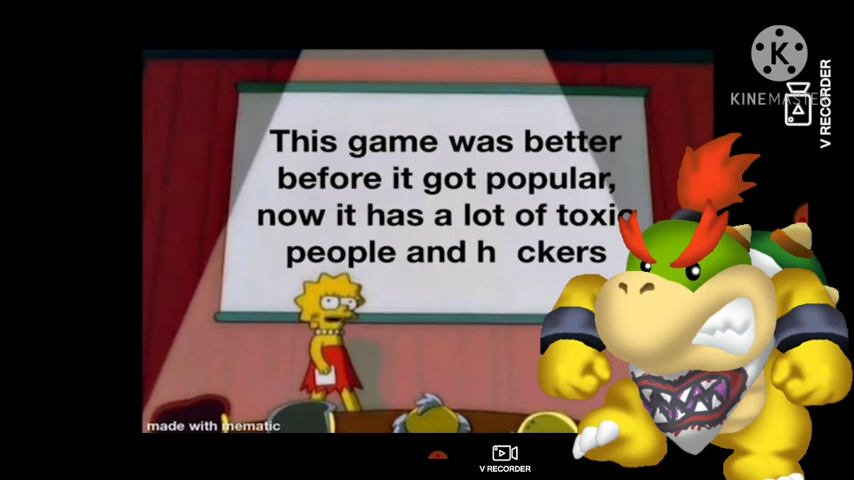 This game was better
before it got popular,
now it has a lot of toxic
people and h ckers
made with mematic
K
KINEMASTER
V RECORDER
V RECORDER